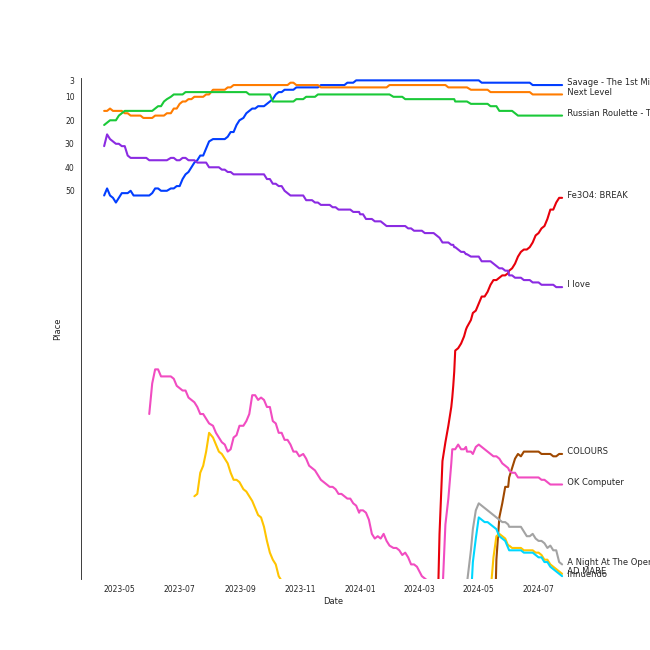 3
10
20
30
40
50
Place
Savage - The 1st Mi
Next Level
Russian Roulette - T
Fe3O4: BREAK
I love
COLOURS
OK Computer
A Night At The Oper
AD MARE
Innuendo
2023-05
2023-07
2023-09
2023-11
2024-01
2024-03
2024-05
2024-07
Date